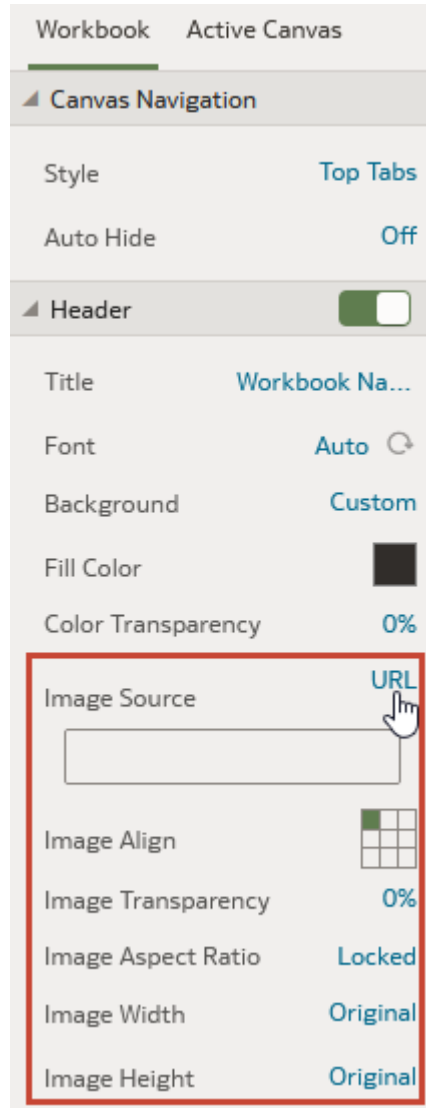 Workbook Active Canvas
Canvas Navigation
Style Top Tabs
Auto Hide Off
Header
Title Workbook Na...
Font Auto
Background Custom
Fill Color
Color Transparency 0%
Image Source URL
Image Align
Image Transparency 0%
Image Aspect Ratio Locked
Image Width Original
Image Height Original